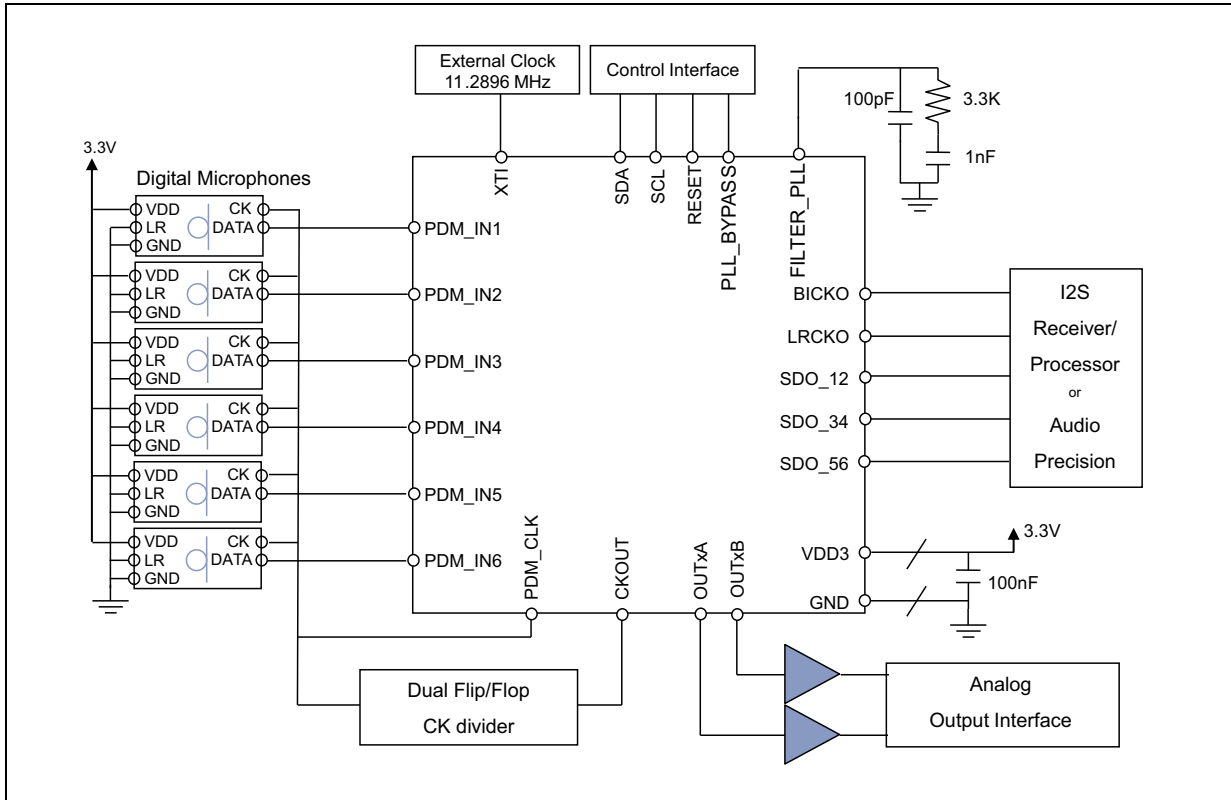 External Clock
11.2896 MHz
Control Interface
100pF
3.3K
1nF
3.3V
Digital Microphones
XTI
SDA
SCL
RESET
PLL_BYPASS
FILTER_PLL
VDD CK
LR DATA
GND
PDM_IN1
VDD CK
LR DATA
GND
PDM_IN2
VDD CK
LR DATA
GND
PDM_IN3
VDD CK
LR DATA
GND
PDM_IN4
VDD CK
LR DATA
GND
PDM_IN5
VDD CK
LR DATA
GND
PDM_IN6
BICKO
LRCKO
SDO_12
SDO_34
SDO_56
I2S
Receiver/
Processor
or
Audio
Precision
VDD3
3.3V
100nF
GND
PDM_CLK
CKOUT
OUTxA
OUTxB
Dual Flip/Flop
CK divider
Analog
Output Interface